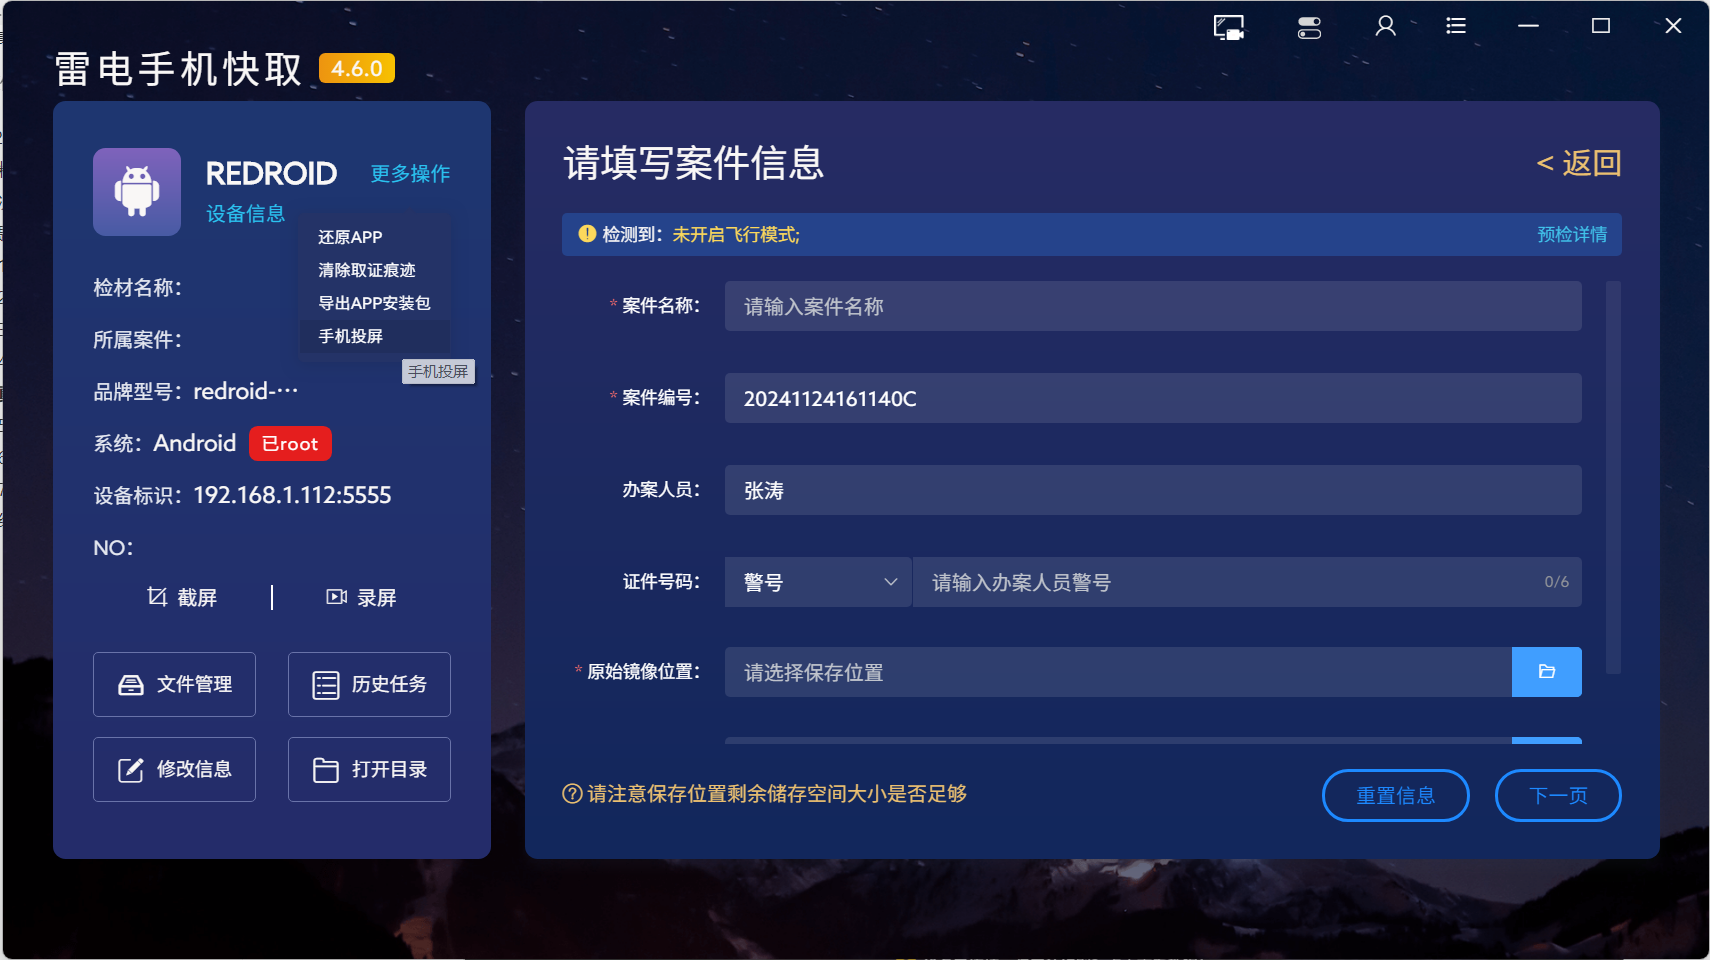 雷电手机快取 4.6.0
REDROID 更多操作
设备信息
还原APP
清除取证痕迹
导出APP安装包
手机投屏
手机投屏
检材名称：
所属案件：
品牌型号：redroid-···
系统：Android 已root
设备标识：192.168.1.112:5555
NO：
截屏 录屏
文件管理 历史任务
修改信息 打开目录
请填写案件信息 < 返回
检测到：未开启飞行模式; 预检详情
* 案件名称： 请输入案件名称
* 案件编号： 20241124161140C
办案人员： 张涛
证件号码： 警号 请输入办案人员警号 0/6
* 原始镜像位置： 请选择保存位置
请注意保存位置剩余储存空间大小是否足够
重置信息 下一页